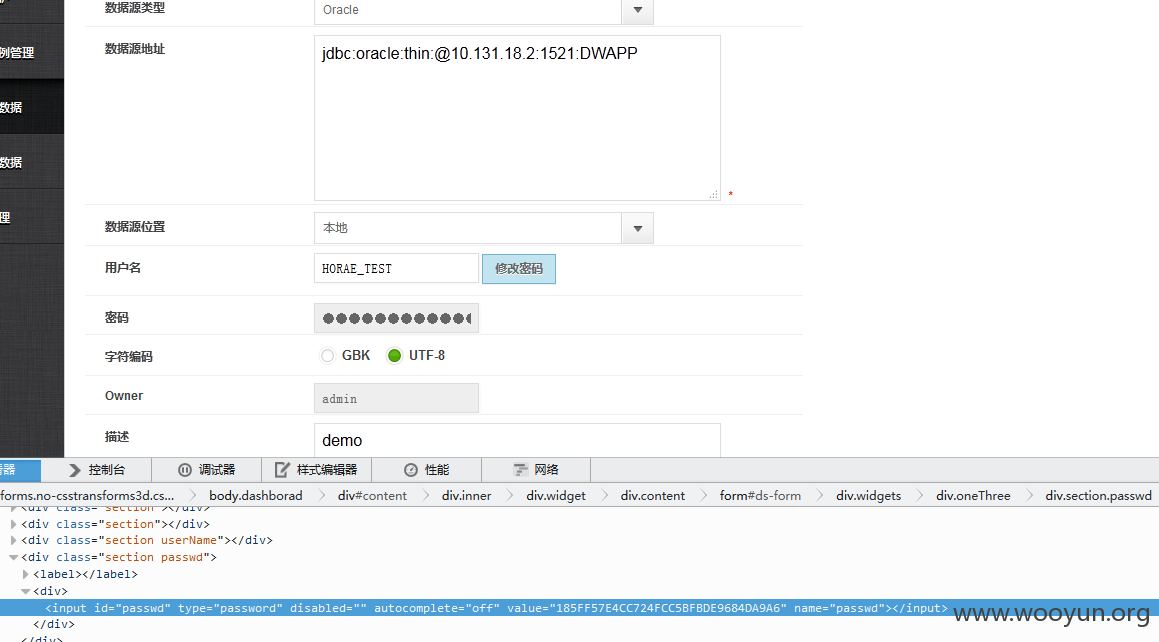 数据源类型 Oracle
例管理
数据源地址 jdbc:oracle:thin:@10.131.18.2:1521:DWAPP
数据
数据
*
理
数据源位置 本地
用户名 HORAE_TEST 修改密码
密码
字符编码 GBK UTF-8
Owner admin
描述 demo
器 控制台 调试器 样式编辑器 性能 网络
forms.no-csstransforms3d.cs... body.dashborad div#content div.inner div.widget div.content form#ds-form div.widgets div.oneThree div.section.passwd
<div class="section"></div>
<div class="section"></div>
<div class="section userName"></div>
<div class="section passwd">
<label></label>
<div>
<input id="passwd" type="password" disabled="" autocomplete="off" value="185FF57E4CC724FCC5BFBDE9684DA9A6" name="passwd"></input>
www.wooyun.org
</div>
</div>